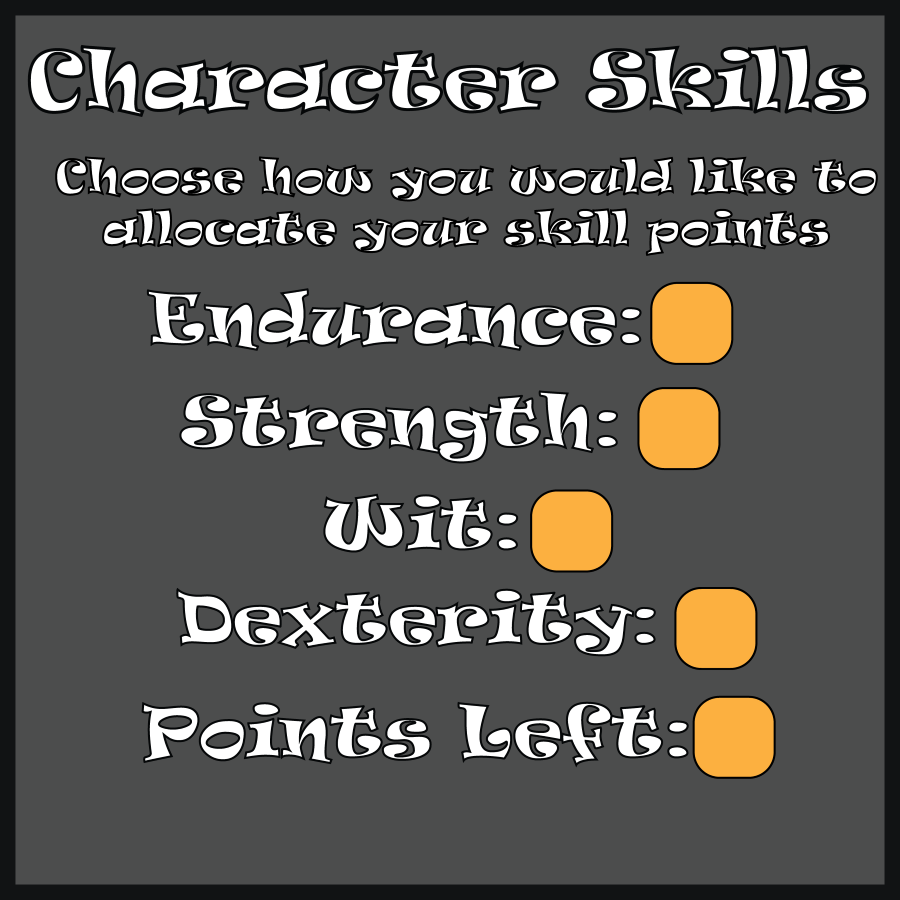 Character Skills
Choose how you would like to
allocate your skill points
Endurance:
Strength:
Wit:
Dexterity:
Points Left: